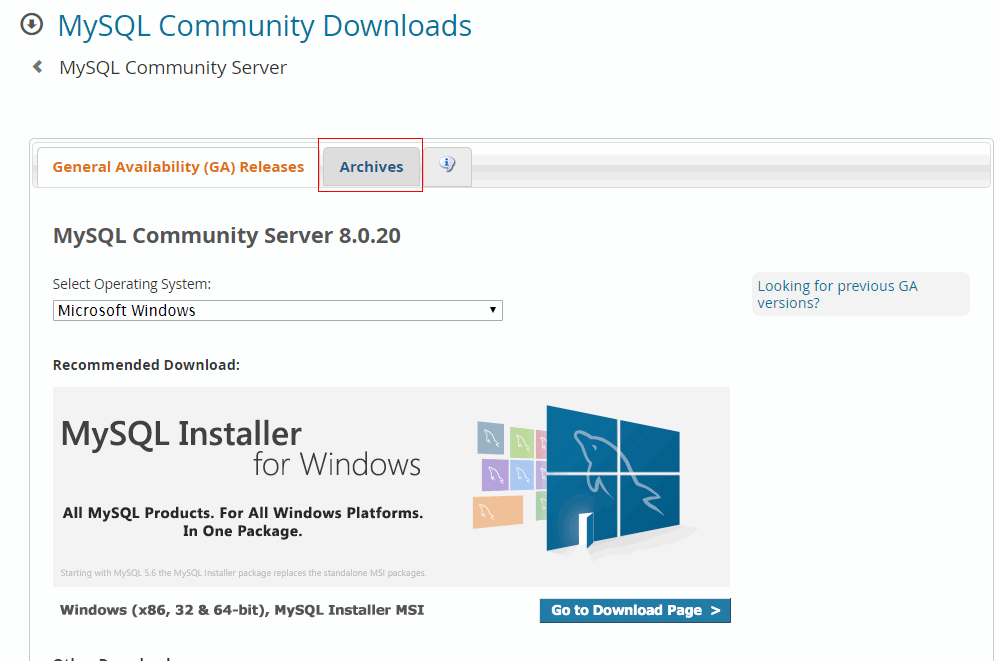 MySQL Community Downloads
MySQL Community Server
General Availability (GA) Releases
Archives
MySQL Community Server 8.0.20
Select Operating System:
Microsoft Windows
Looking for previous GA
versions?
Recommended Download:
MySQL Installer
for Windows
All MySQL Products. For All Windows Platforms.
In One Package.
Starting with MySQL 5.6 the MySQL Installer package replaces the standalone MSI packages.
Windows (x86, 32 & 64-bit), MySQL Installer MSI
Go to Download Page >